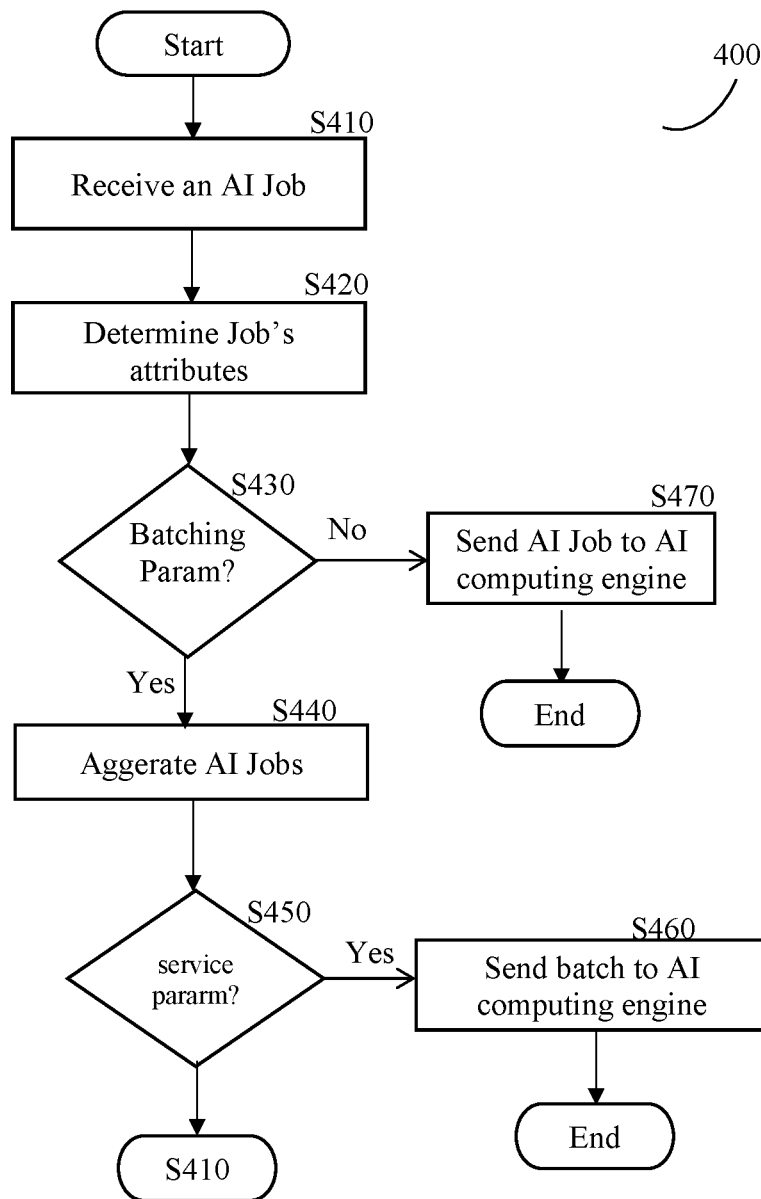 Start
400
S410
Receive an AI Job
S420
Determine Job's
attributes
S430
Batching
Param?
No
S470
Send AI Job to AI
computing engine
End
Yes
S440
Aggerate AI Jobs
S450
service
pararm?
Yes
S460
Send batch to AI
computing engine
End
S410